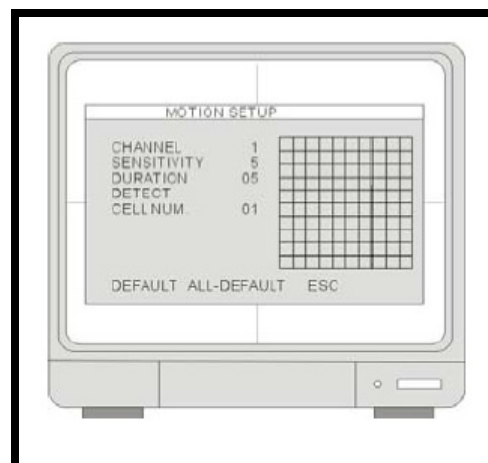 MOTION SETUP
CHANNEL 1
SENSITIVITY 5
DURATION 05
DETECT
CELL NUM. 01
DEFAULT ALL-DEFAULT ESC